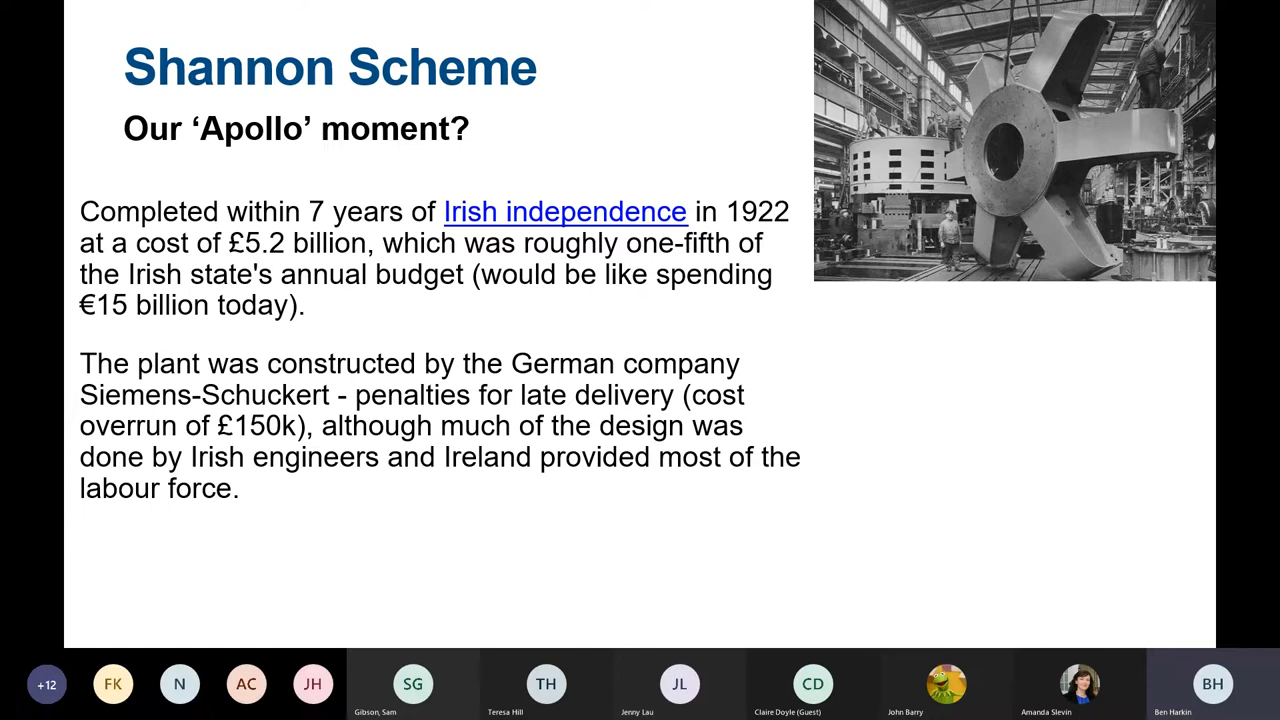 Shannon Scheme
Our ‘Apollo’ moment?
Completed within 7 years of Irish independence in 1922
at a cost of £5.2 billion, which was roughly one-fifth of
the Irish state's annual budget (would be like spending
€15 billion today).
The plant was constructed by the German company
Siemens-Schuckert - penalties for late delivery (cost
overrun of £150k), although much of the design was
done by Irish engineers and Ireland provided most of the
labour force.
+12
FK
N
AC
JH
SG
TH
JL
CD
BH
Gibson, Sam
Teresa Hill
Jenny Lau
Claire Doyle (Guest)
John Barry
Amanda Slevin
Ben Harkin